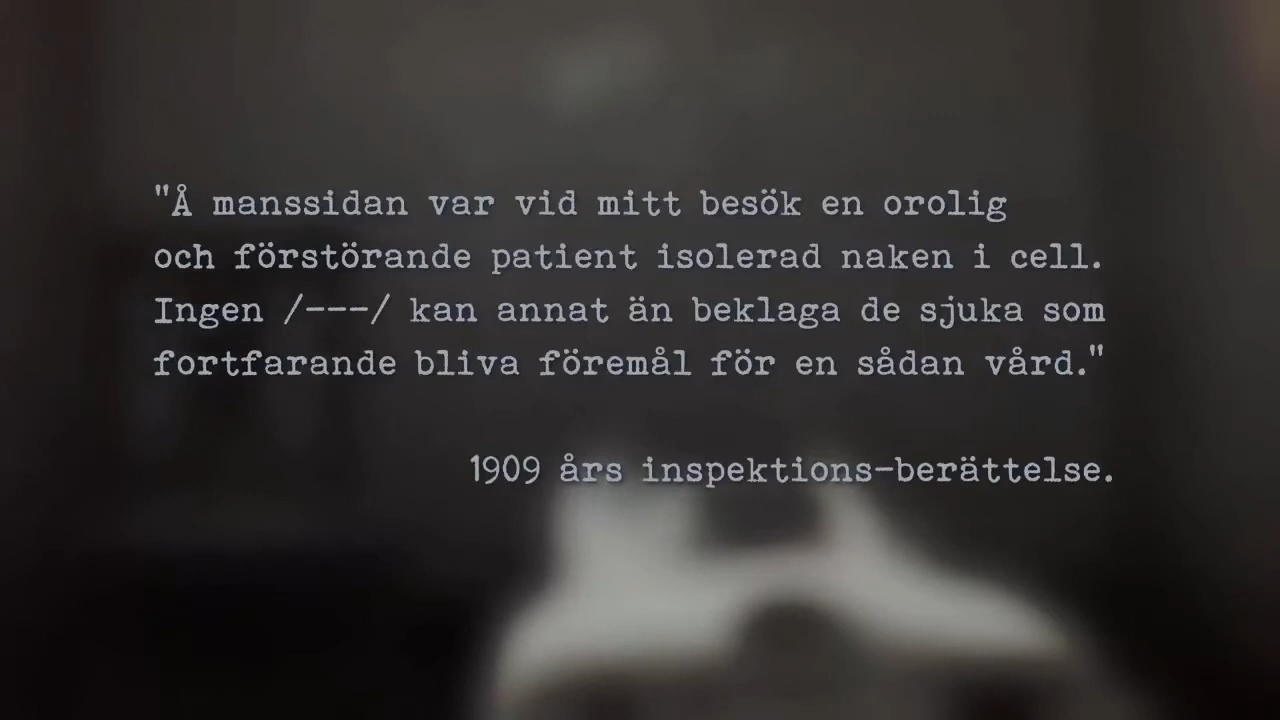 "Å manssidan var vid mitt besök en orolig
och förstörande patient isolerad naken i cell.
Ingen /---/ kan annat än beklaga de sjuka som
fortfarande bliva föremål för en sådan vård."
1909 års inspektions-berättelse.